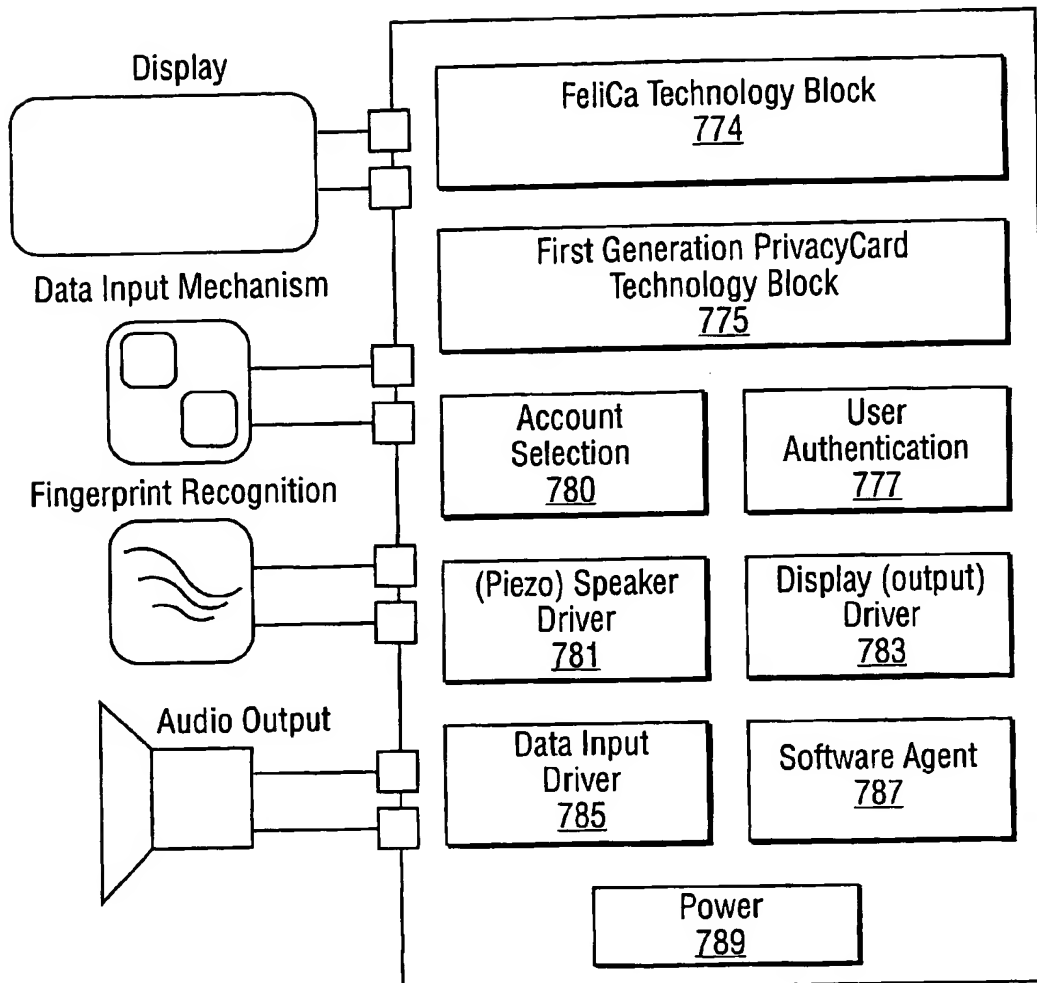 Display
FeliCa Technology Block
774
First Generation PrivacyCard
Technology Block
775
Data Input Mechanism
Account
Selection
780
User
Authentication
777
Fingerprint Recognition
(Piezo) Speaker
Driver
781
Display (output)
Driver
783
Audio Output
Data Input
Driver
785
Software Agent
787
Power
789